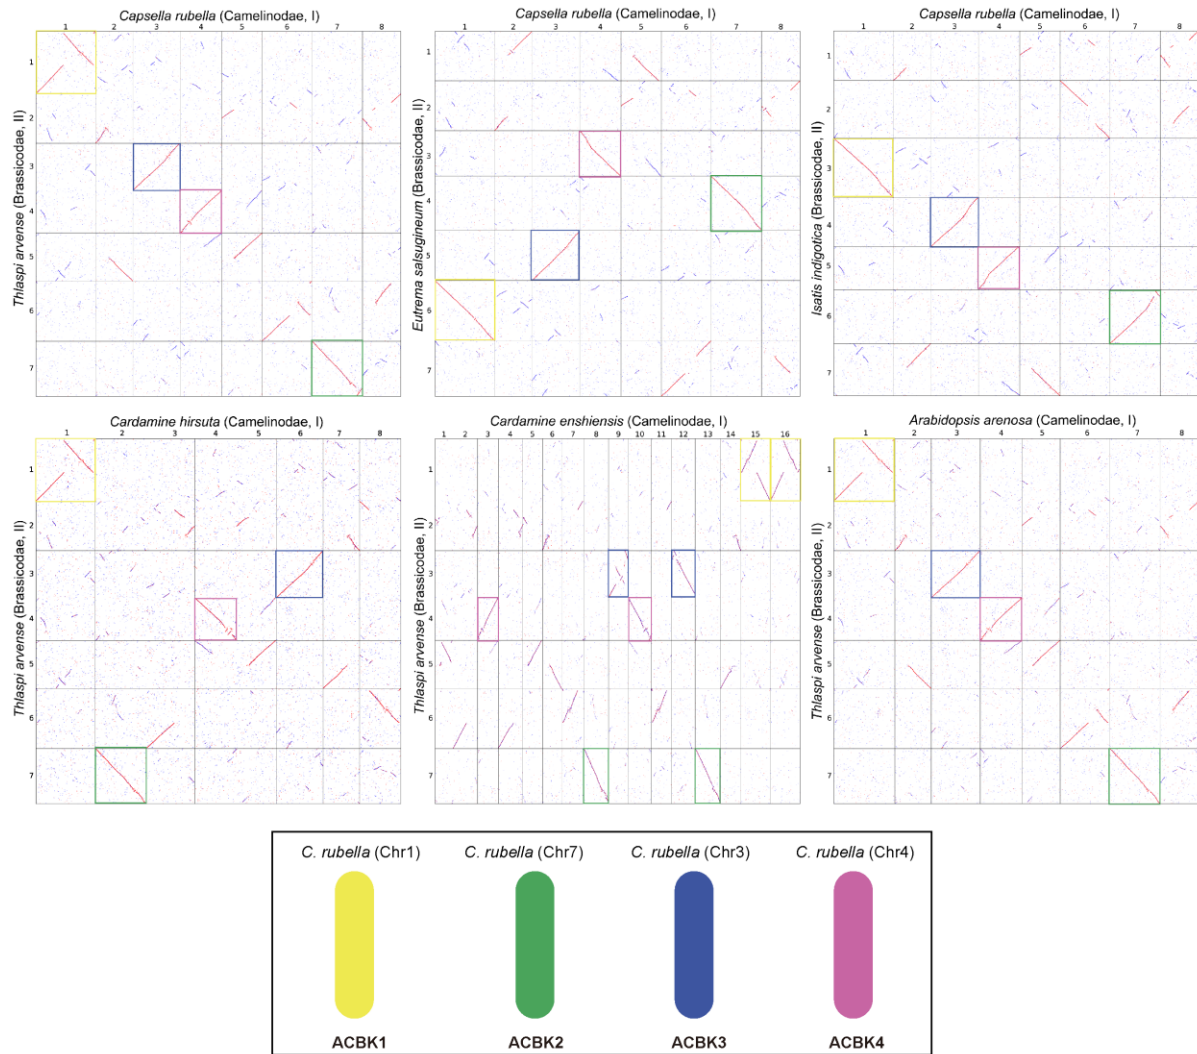 Capsella rubella (Camelinodae, I)
1 2 3 4 5 6 7 8
Thlaspi arvense (Brassicodae, II)
1
2
3
4
5
6
7
Capsella rubella (Camelinodae, I)
1 2 3 4 5 6 7 8
Eutrema salsugineum (Brassicodae, II)
1
2
3
4
5
6
7
Capsella rubella (Camelinodae, I)
1 2 3 4 5 6 7 8
Isatis indigotica (Brassicodae, II)
1
2
3
4
5
6
7
Cardamine hirsuta (Camelinodae, I)
1 2 3 4 5 6 7 8
Thlaspi arvense (Brassicodae, II)
1
2
3
4
5
6
7
Cardamine enshiensis (Camelinodae, I)
1 2 3 4 5 6 7 8 9 10 11 12 13 14 15 16
Thlaspi arvense (Brassicodae, II)
1
2
3
4
5
6
7
Arabidopsis arenosa (Camelinodae, I)
1 2 3 4 5 6 7 8
Thlaspi arvense (Brassicodae, II)
1
2
3
4
5
6
7
C. rubella (Chr1) C. rubella (Chr7) C. rubella (Chr3) C. rubella (Chr4)
ACBK1 ACBK2 ACBK3 ACBK4